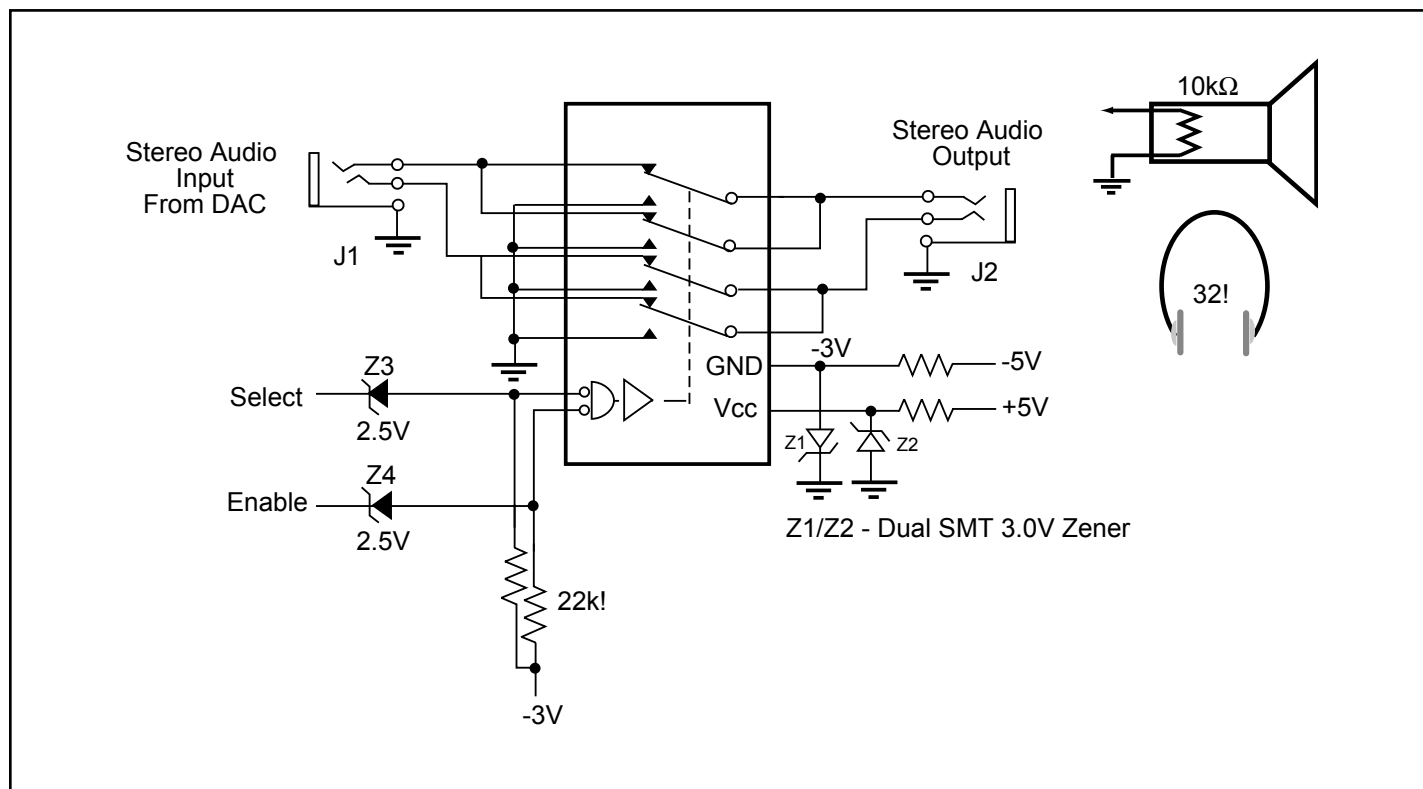 10kΩ
Stereo Audio
Input
From DAC
J1
Stereo Audio
Output
J2
32!
-3V
GND
-5V
Vcc
+5V
Z1
Z2
Select
Z3
2.5V
Enable
Z4
2.5V
Z1/Z2 - Dual SMT 3.0V Zener
22k!
-3V